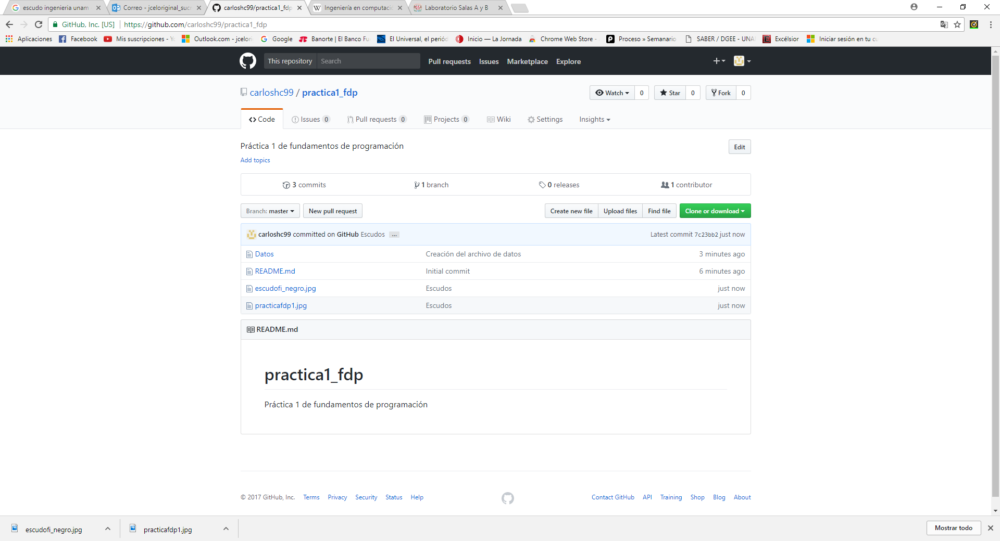 escudo ingenieria unam
Correo - jceloriginal_suc
carloshc99/practica1_fdp
Ingeniería en computaci
Laboratorio Salas A y B
GitHub, Inc. [US] https://github.com/carloshc99/practica1_fdp
Aplicaciones Facebook Mis suscripciones - Outlook.com - jcelori Google Banorte | El Banco Fu El Universal, el periód Inicio — La Jornada Chrome Web Store - Proceso » Semanario SABER / DGEE - UNA Excélsior Iniciar sesión en tu cu
This repository Search Pull requests Issues Marketplace Explore
carloshc99 / practica1_fdp Watch 0 Star 0 Fork 0
Code Issues 0 Pull requests 0 Projects 0 Wiki Settings Insights
Práctica 1 de fundamentos de programación Edit
Add topics
3 commits 1 branch 0 releases 1 contributor
Branch: master New pull request Create new file Upload files Find file Clone or download
carloshc99 committed on GitHub Escudos ... Latest commit 7c23bb2 just now
Datos Creación del archivo de datos 3 minutes ago
README.md Initial commit 6 minutes ago
escudofi_negro.jpg Escudos just now
practicafdp1.jpg Escudos just now
README.md
practica1_fdp
Práctica 1 de fundamentos de programación
© 2017 GitHub, Inc. Terms Privacy Security Status Help Contact GitHub API Training Shop Blog About
escudofi_negro.jpg practicafdp1.jpg Mostrar todo